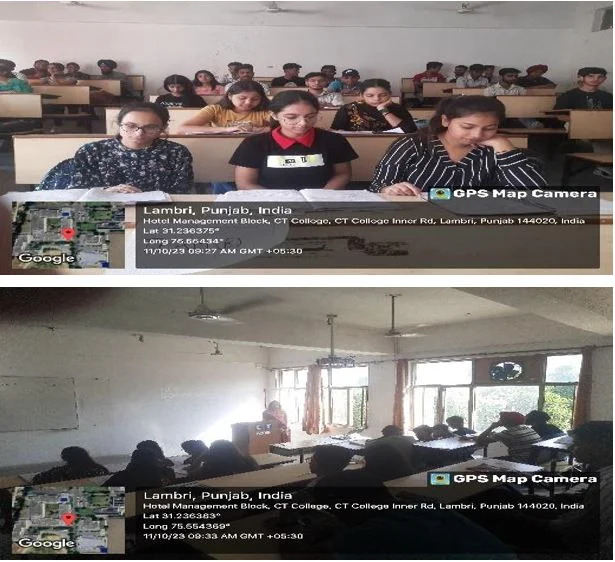 GPS Map Camera
Lambri, Punjab, India
Hotel Management Block, CT College, CT College Inner Rd, Lambri, Punjab 144020, India
Lat 31.236375°
Long 75.55434°
11/10/23 09:27 AM GMT +05:30
Google
CT
GPS Map Camera
Lambri, Punjab, India
Hotel Management Block, CT College, CT College Inner Rd, Lambri, Punjab 144020, India
Lat 31.236383°
Long 75.554369°
11/10/23 09:33 AM GMT +05:30
Google